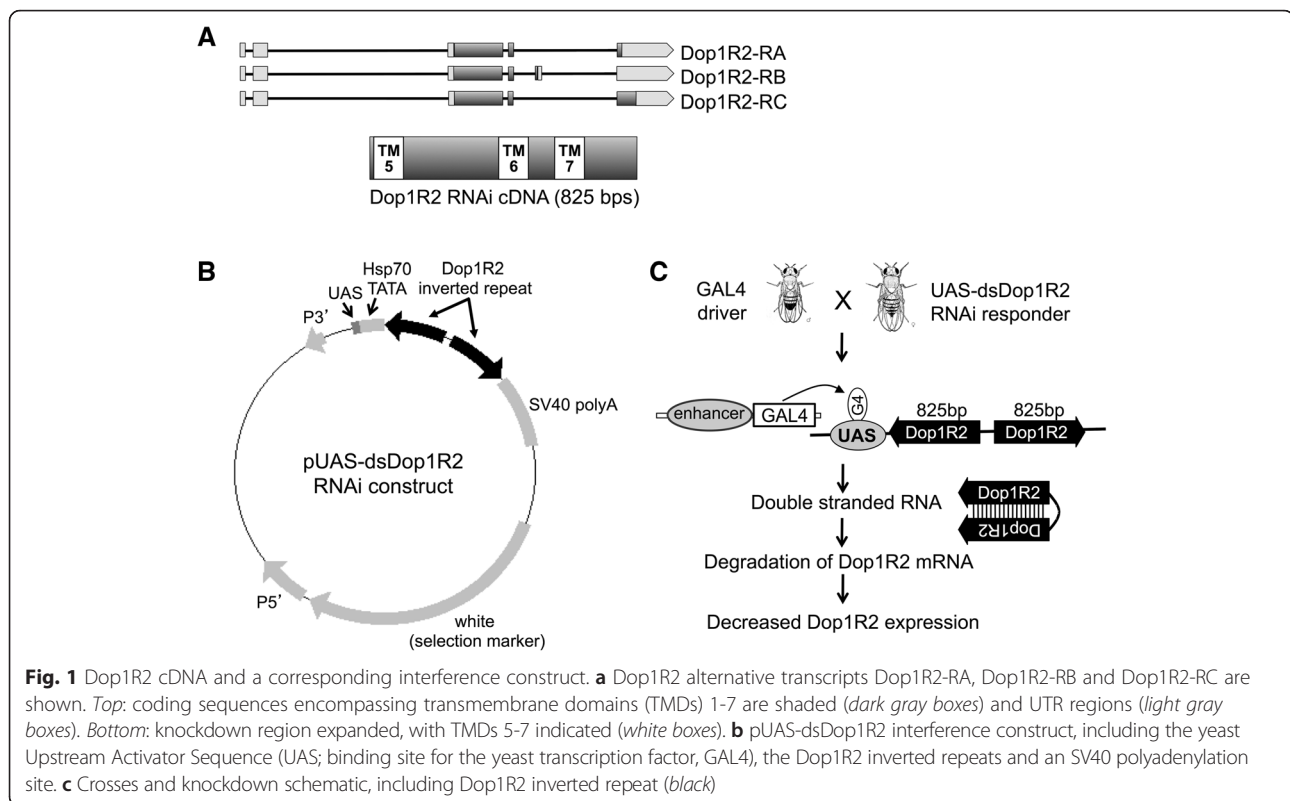 A
Dop1R2-RA
Dop1R2-RB
Dop1R2-RC
TM 5
TM 6
TM 7
Dop1R2 RNAi cDNA (825 bps)
B
Hsp70
TATA
Dop1R2
inverted repeat
UAS
P3'
SV40 polyA
pUAS-dsDop1R2
RNAi construct
P5'
white
(selection marker)
C
GAL4
driver
X
UAS-dsDop1R2
RNAi responder
enhancer
GAL4
G4
UAS
825bp
825bp
Dop1R2
Dop1R2
Double stranded RNA
Dop1R2
Dop1R2
Degradation of Dop1R2 mRNA
Decreased Dop1R2 expression
Fig. 1 Dop1R2 cDNA and a corresponding interference construct. a Dop1R2 alternative transcripts Dop1R2-RA, Dop1R2-RB and Dop1R2-RC are
shown. Top: coding sequences encompassing transmembrane domains (TMDs) 1-7 are shaded (dark gray boxes) and UTR regions (light gray
boxes). Bottom: knockdown region expanded, with TMDs 5-7 indicated (white boxes). b pUAS-dsDop1R2 interference construct, including the yeast
Upstream Activator Sequence (UAS; binding site for the yeast transcription factor, GAL4), the Dop1R2 inverted repeats and an SV40 polyadenylation
site. c Crosses and knockdown schematic, including Dop1R2 inverted repeat (black)